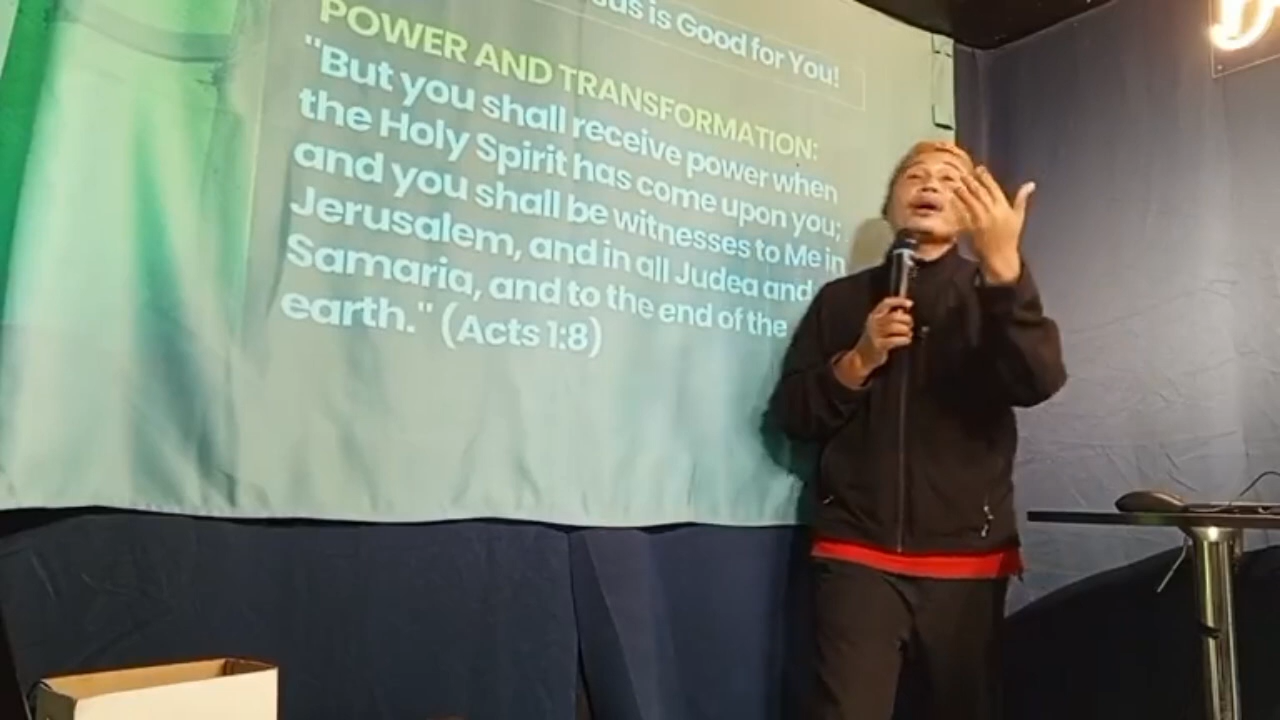 is Good for You!
POWER AND TRANSFORMATION:
"But you shall receive power when
the Holy Spirit has come upon you;
and you shall be witnesses to Me in
Jerusalem, and in all Judea and
Samaria, and to the end of the
earth." (Acts 1:8)